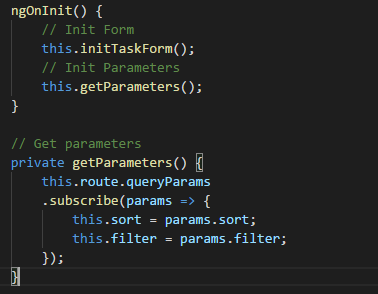 ngOnInit() {
    // Init Form
    this.initTaskForm();
    // Init Parameters
    this.getParameters();
}

// Get parameters
private getParameters() {
    this.route.queryParams
    .subscribe(params => {
        this.sort = params.sort;
        this.filter = params.filter;
    });
}